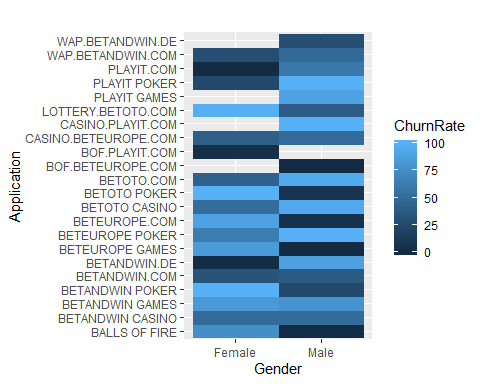 WAP.BETANDWIN.DE
WAP.BETANDWIN.COM
PLAYIT.COM
PLAYIT POKER
PLAYIT GAMES
LOTTERY.BETOTO.COM
CASINO.PLAYIT.COM
CASINO.BETEUROPE.COM
BOF.PLAYIT.COM
BOF.BETEUROPE.COM
BETOTO.COM
BETOTO POKER
BETOTO CASINO
BETEUROPE.COM
BETEUROPE POKER
BETEUROPE GAMES
BETANDWIN.DE
BETANDWIN.COM
BETANDWIN POKER
BETANDWIN GAMES
BETANDWIN CASINO
BALLS OF FIRE
Application
Female Male
Gender
ChurnRate
100
75
50
25
0